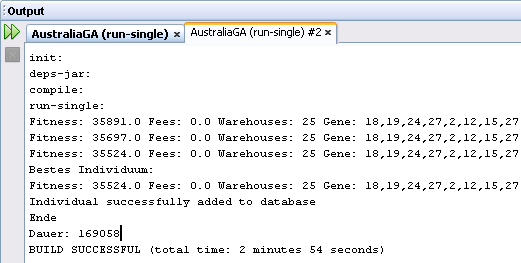 Output
AustraliaGA (run-single) × AustraliaGA (run-single) #2 ×
init:
deps-jar:
compile:
run-single:
Fitness: 35891.0 Fees: 0.0 Warehouses: 25 Gene: 18,19,24,27,2,12,15,27
Fitness: 35697.0 Fees: 0.0 Warehouses: 25 Gene: 18,19,24,27,2,12,15,27
Fitness: 35524.0 Fees: 0.0 Warehouses: 25 Gene: 18,19,24,27,2,12,15,27
Bestes Individuum:
Fitness: 35524.0 Fees: 0.0 Warehouses: 25 Gene: 18,19,24,27,2,12,15,27
Individual successfully added to database
Ende
Dauer: 169058
BUILD SUCCESSFUL (total time: 2 minutes 54 seconds)